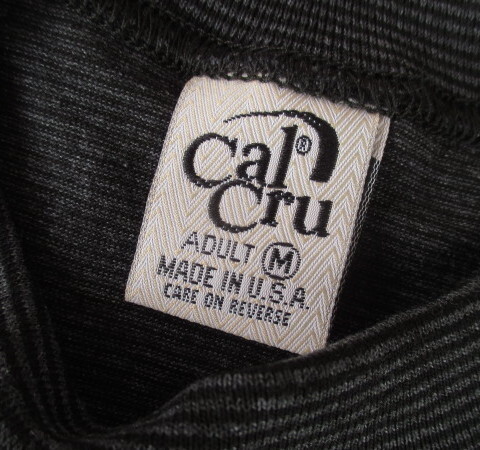 Cal®
Cru
ADULT M
MADE IN U.S.A.
CARE ON REVERSE